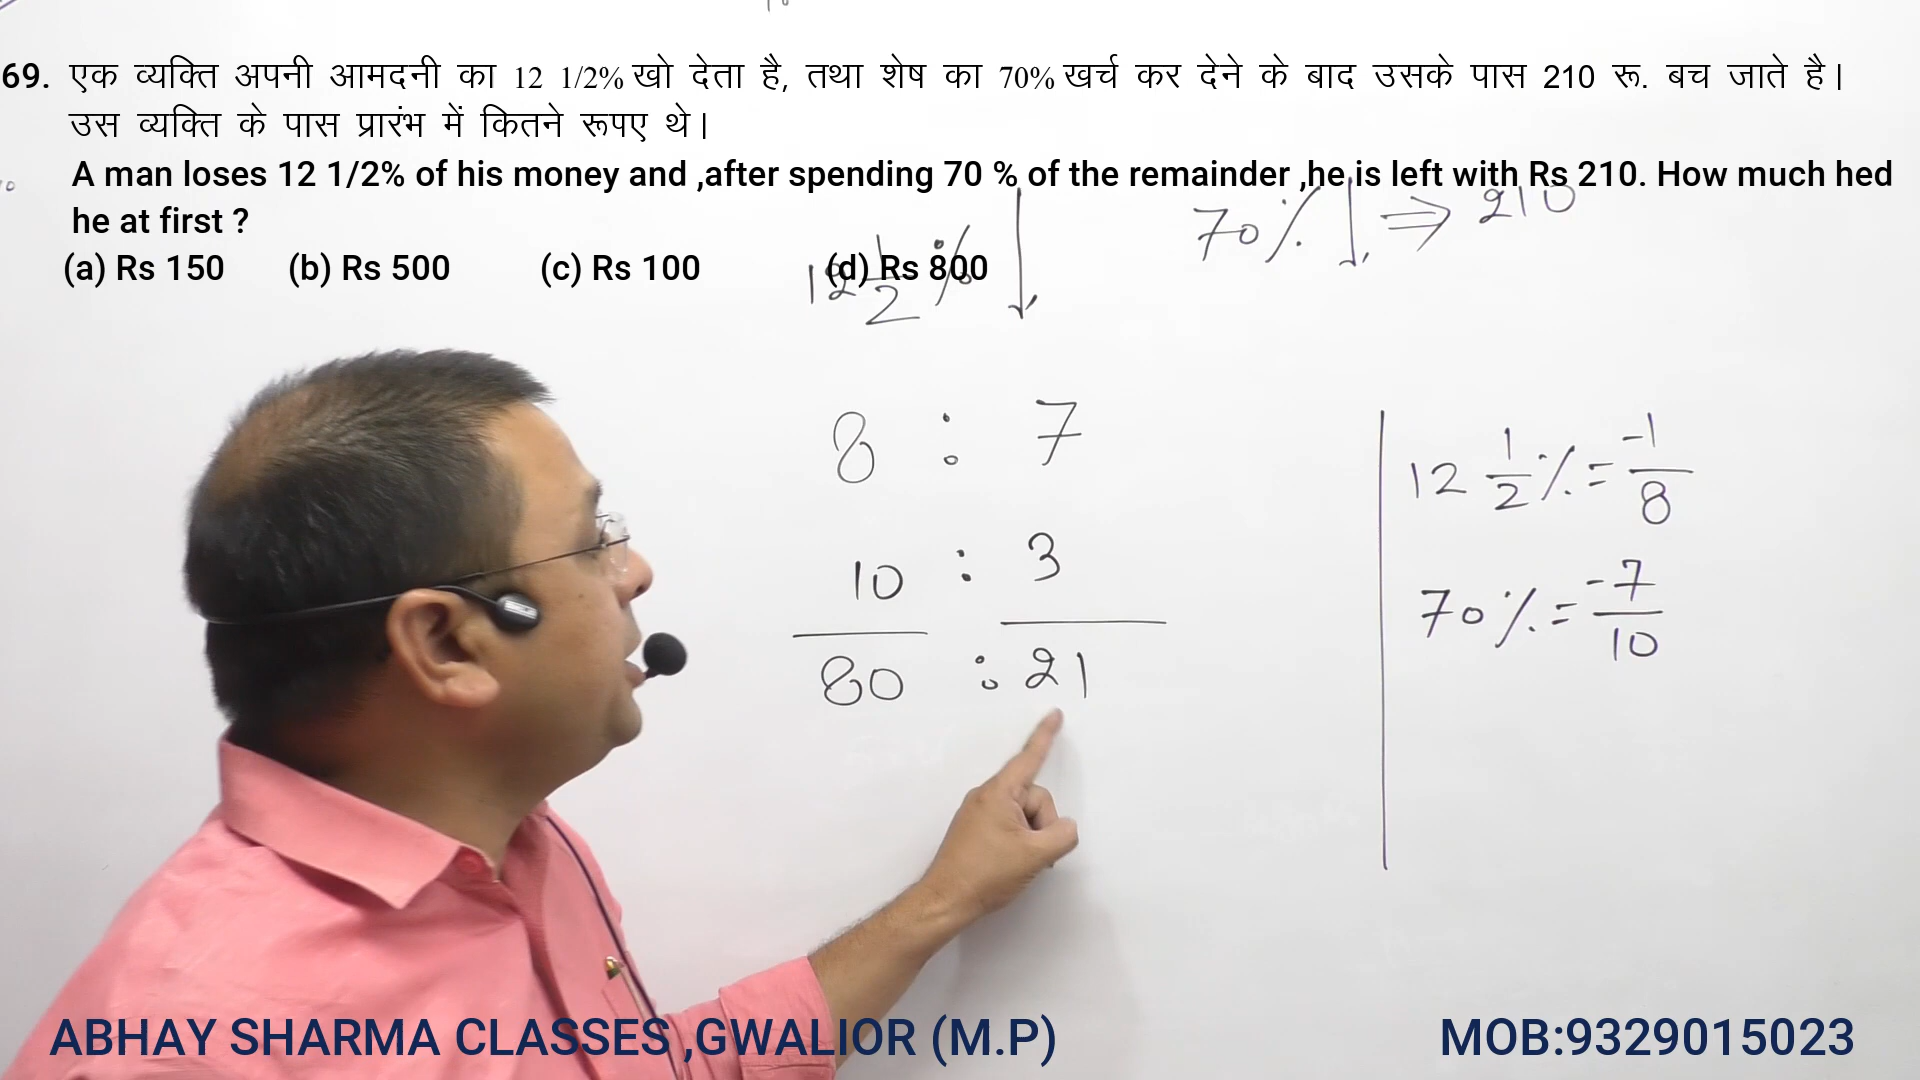 69. एक व्यक्ति अपनी आमदनी का 12 1/2% खो देता है, तथा शेष का 70% खर्च कर देने के बाद उसके पास 210 रू. बच जाते है|
उस व्यक्ति के पास प्रारंभ में कितने रूपए थे|
A man loses 12 1/2% of his money and ,after spending 70 % of the remainder ,he is left with Rs 210. How much hed
he at first ?
(a) Rs 150 (b) Rs 500 (c) Rs 100 (d) Rs 800
12 1/2 % ↓
70% ↓ ⇒ 210
8 : 7
10 : 3
80 : 21
12 1/2 % = -1/8
70% = -7/10
ABHAY SHARMA CLASSES ,GWALIOR (M.P)
MOB:9329015023